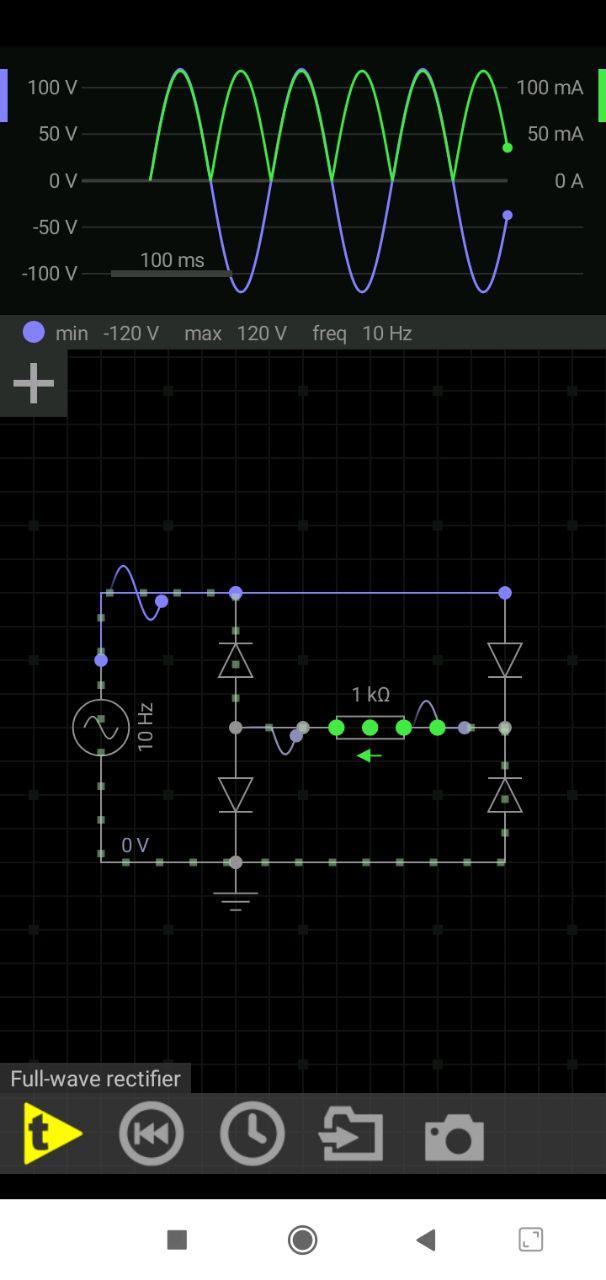 100 V 100 mA
50 V 50 mA
0 V 0 A
-50 V
100 ms
-100 V
min -120 V max 120 V freq 10 Hz
1 kΩ
10 Hz
0 V
Full-wave rectifier
t